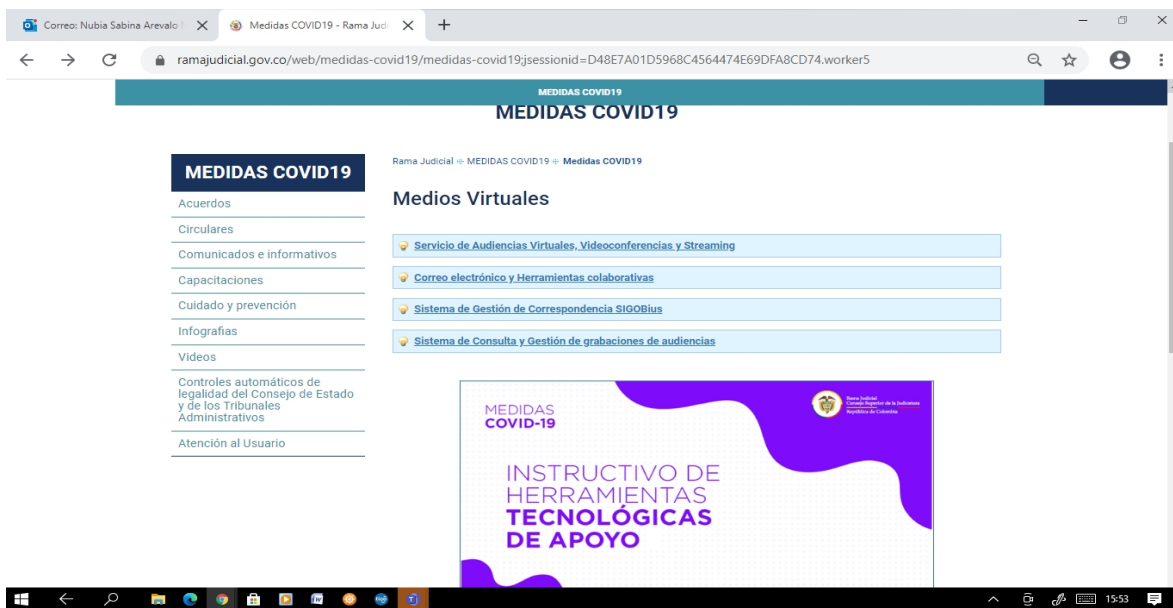 Correo: Nubia Sabina Arevalo
Medidas COVID19 - Rama Judi
ramajudicial.gov.co/web/medidas-covid19/medidas-covid19;jsessionid=D48E7A01D5968C4564474E69DFA8CD74.worker5
MEDIDAS COVID19
MEDIDAS COVID19
MEDIDAS COVID19
Acuerdos
Circulares
Comunicados e informativos
Capacitaciones
Cuidado y prevención
Infografias
Videos
Controles automáticos de
legalidad del Consejo de Estado
y de los Tribunales
Administrativos
Atención al Usuario
Rama Judicial MEDIDAS COVID19 Medidas COVID19
Medios Virtuales
Servicio de Audiencias Virtuales, Videoconferencias y Streaming
Correo electrónico y Herramientas colaborativas
Sistema de Gestión de Correspondencia SIGOBius
Sistema de Consulta y Gestión de grabaciones de audiencias
MEDIDAS
COVID-19
Rama Judicial
Consejo Superior de la Judicatura
República de Colombia
INSTRUCTIVO DE
HERRAMIENTAS
TECNOLÓGICAS
DE APOYO
15:53